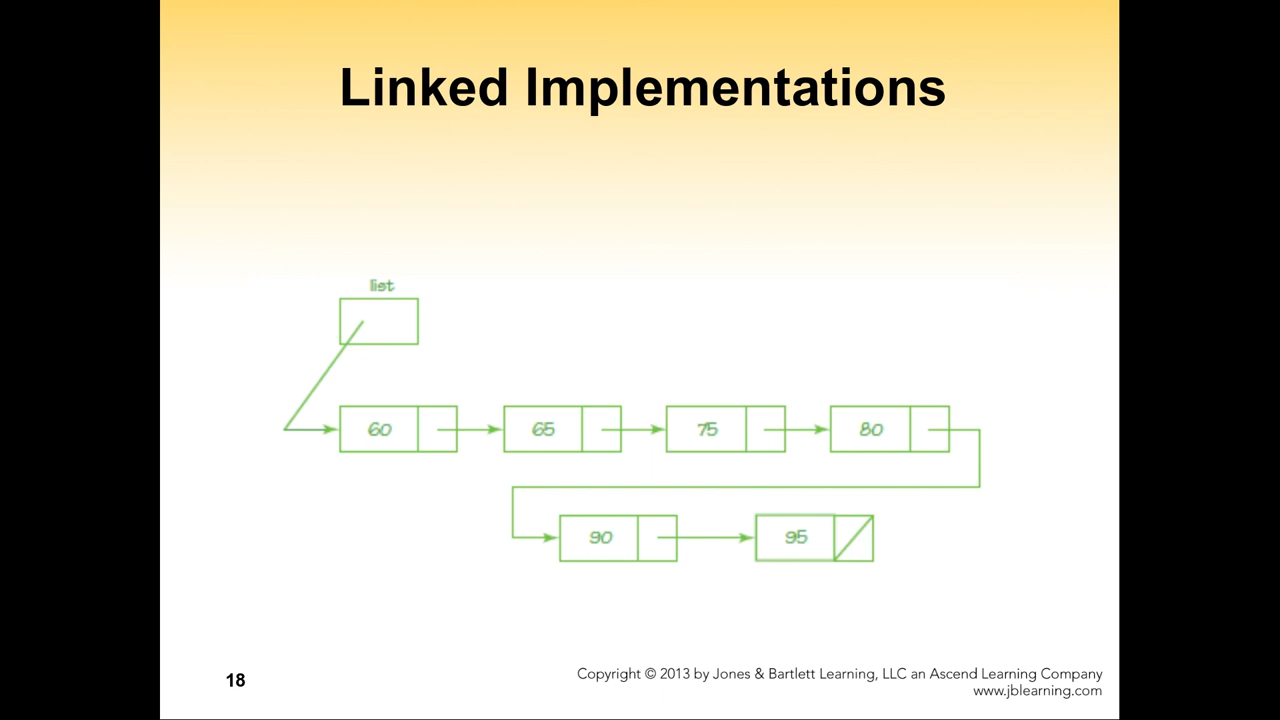 Linked Implementations
list
60 65 75 80
90 95
18
Copyright © 2013 by Jones & Bartlett Learning, LLC an Ascend Learning Company
www.jblearning.com